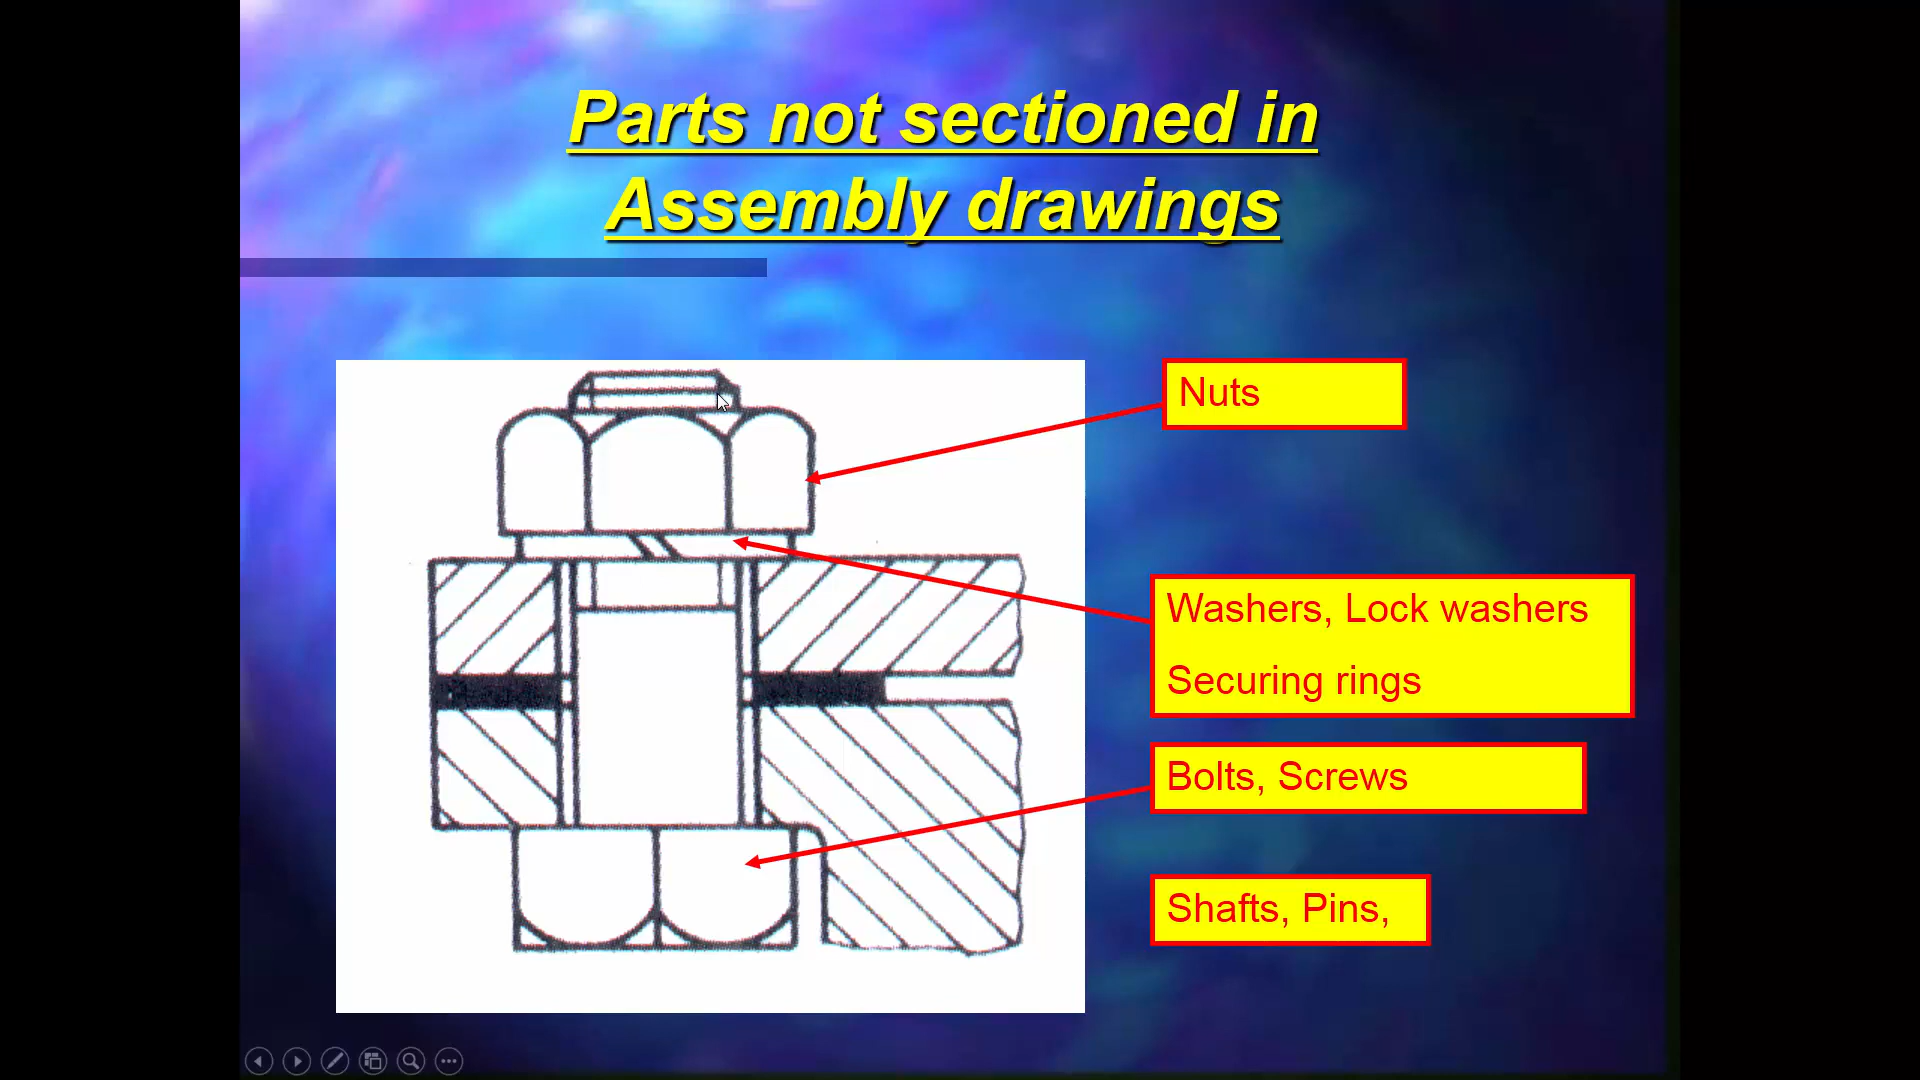 Parts not sectioned in
Assembly drawings
Nuts
Washers, Lock washers
Securing rings
Bolts, Screws
Shafts, Pins,